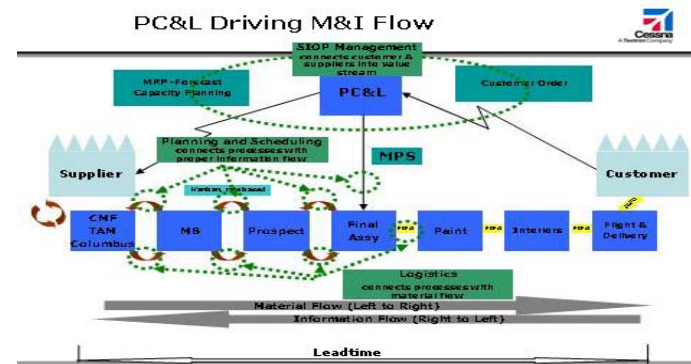 PC&L Driving M&I Flow
Cessna
A Textron Company
SIOP Management
connects customer &
suppliers into value
stream
MRP-Forecast
Capacity Planning
PC&L
Customer Order
Planning and Scheduling
connects processes with
proper information flow
MPS
Supplier
Customer
Kanban,
CMF
TAM
Columbus
M&I
Prospect
Final
Assy
FIFO
Paint
FIFO
Interiors
FIFO
Flight &
Delivery
Logistics
connects processes with
material flow
Material Flow (Left to Right)
Information Flow (Right to Left)
Leadtime